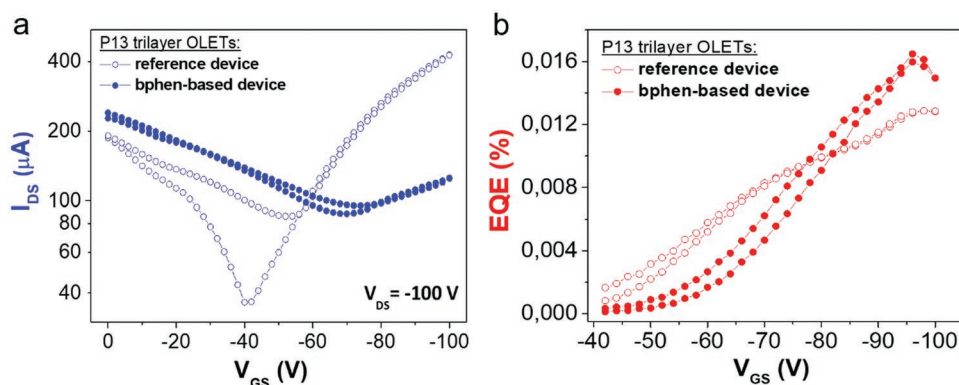 a
P13 trilayer OLETs:
reference device
bphen-based device
400
200
100
80
60
40
I_DS (μA)
V_DS= -100 V
0
-20
-40
-60
-80
-100
V_GS (V)
b
P13 trilayer OLETs:
reference device
bphen-based device
0,016
0,012
0,008
0,004
0,000
EQE (%)
-40
-50
-60
-70
-80
-90
-100
V_GS (V)